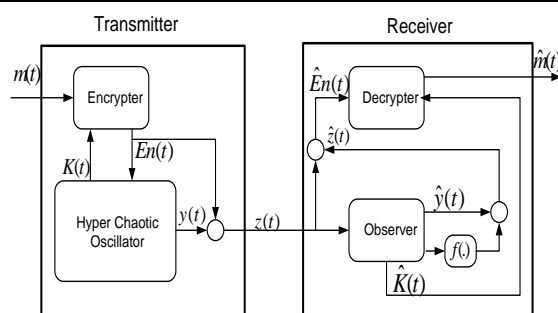 Transmitter
Receiver
m(t)
Encrypter
K(t)
En(t)
Hyper Chaotic
Oscillator
y(t)
z(t)
Ên(t)
Decrypter
m̂(t)
ẑ(t)
Observer
ŷ(t)
f(.)
K̂(t)